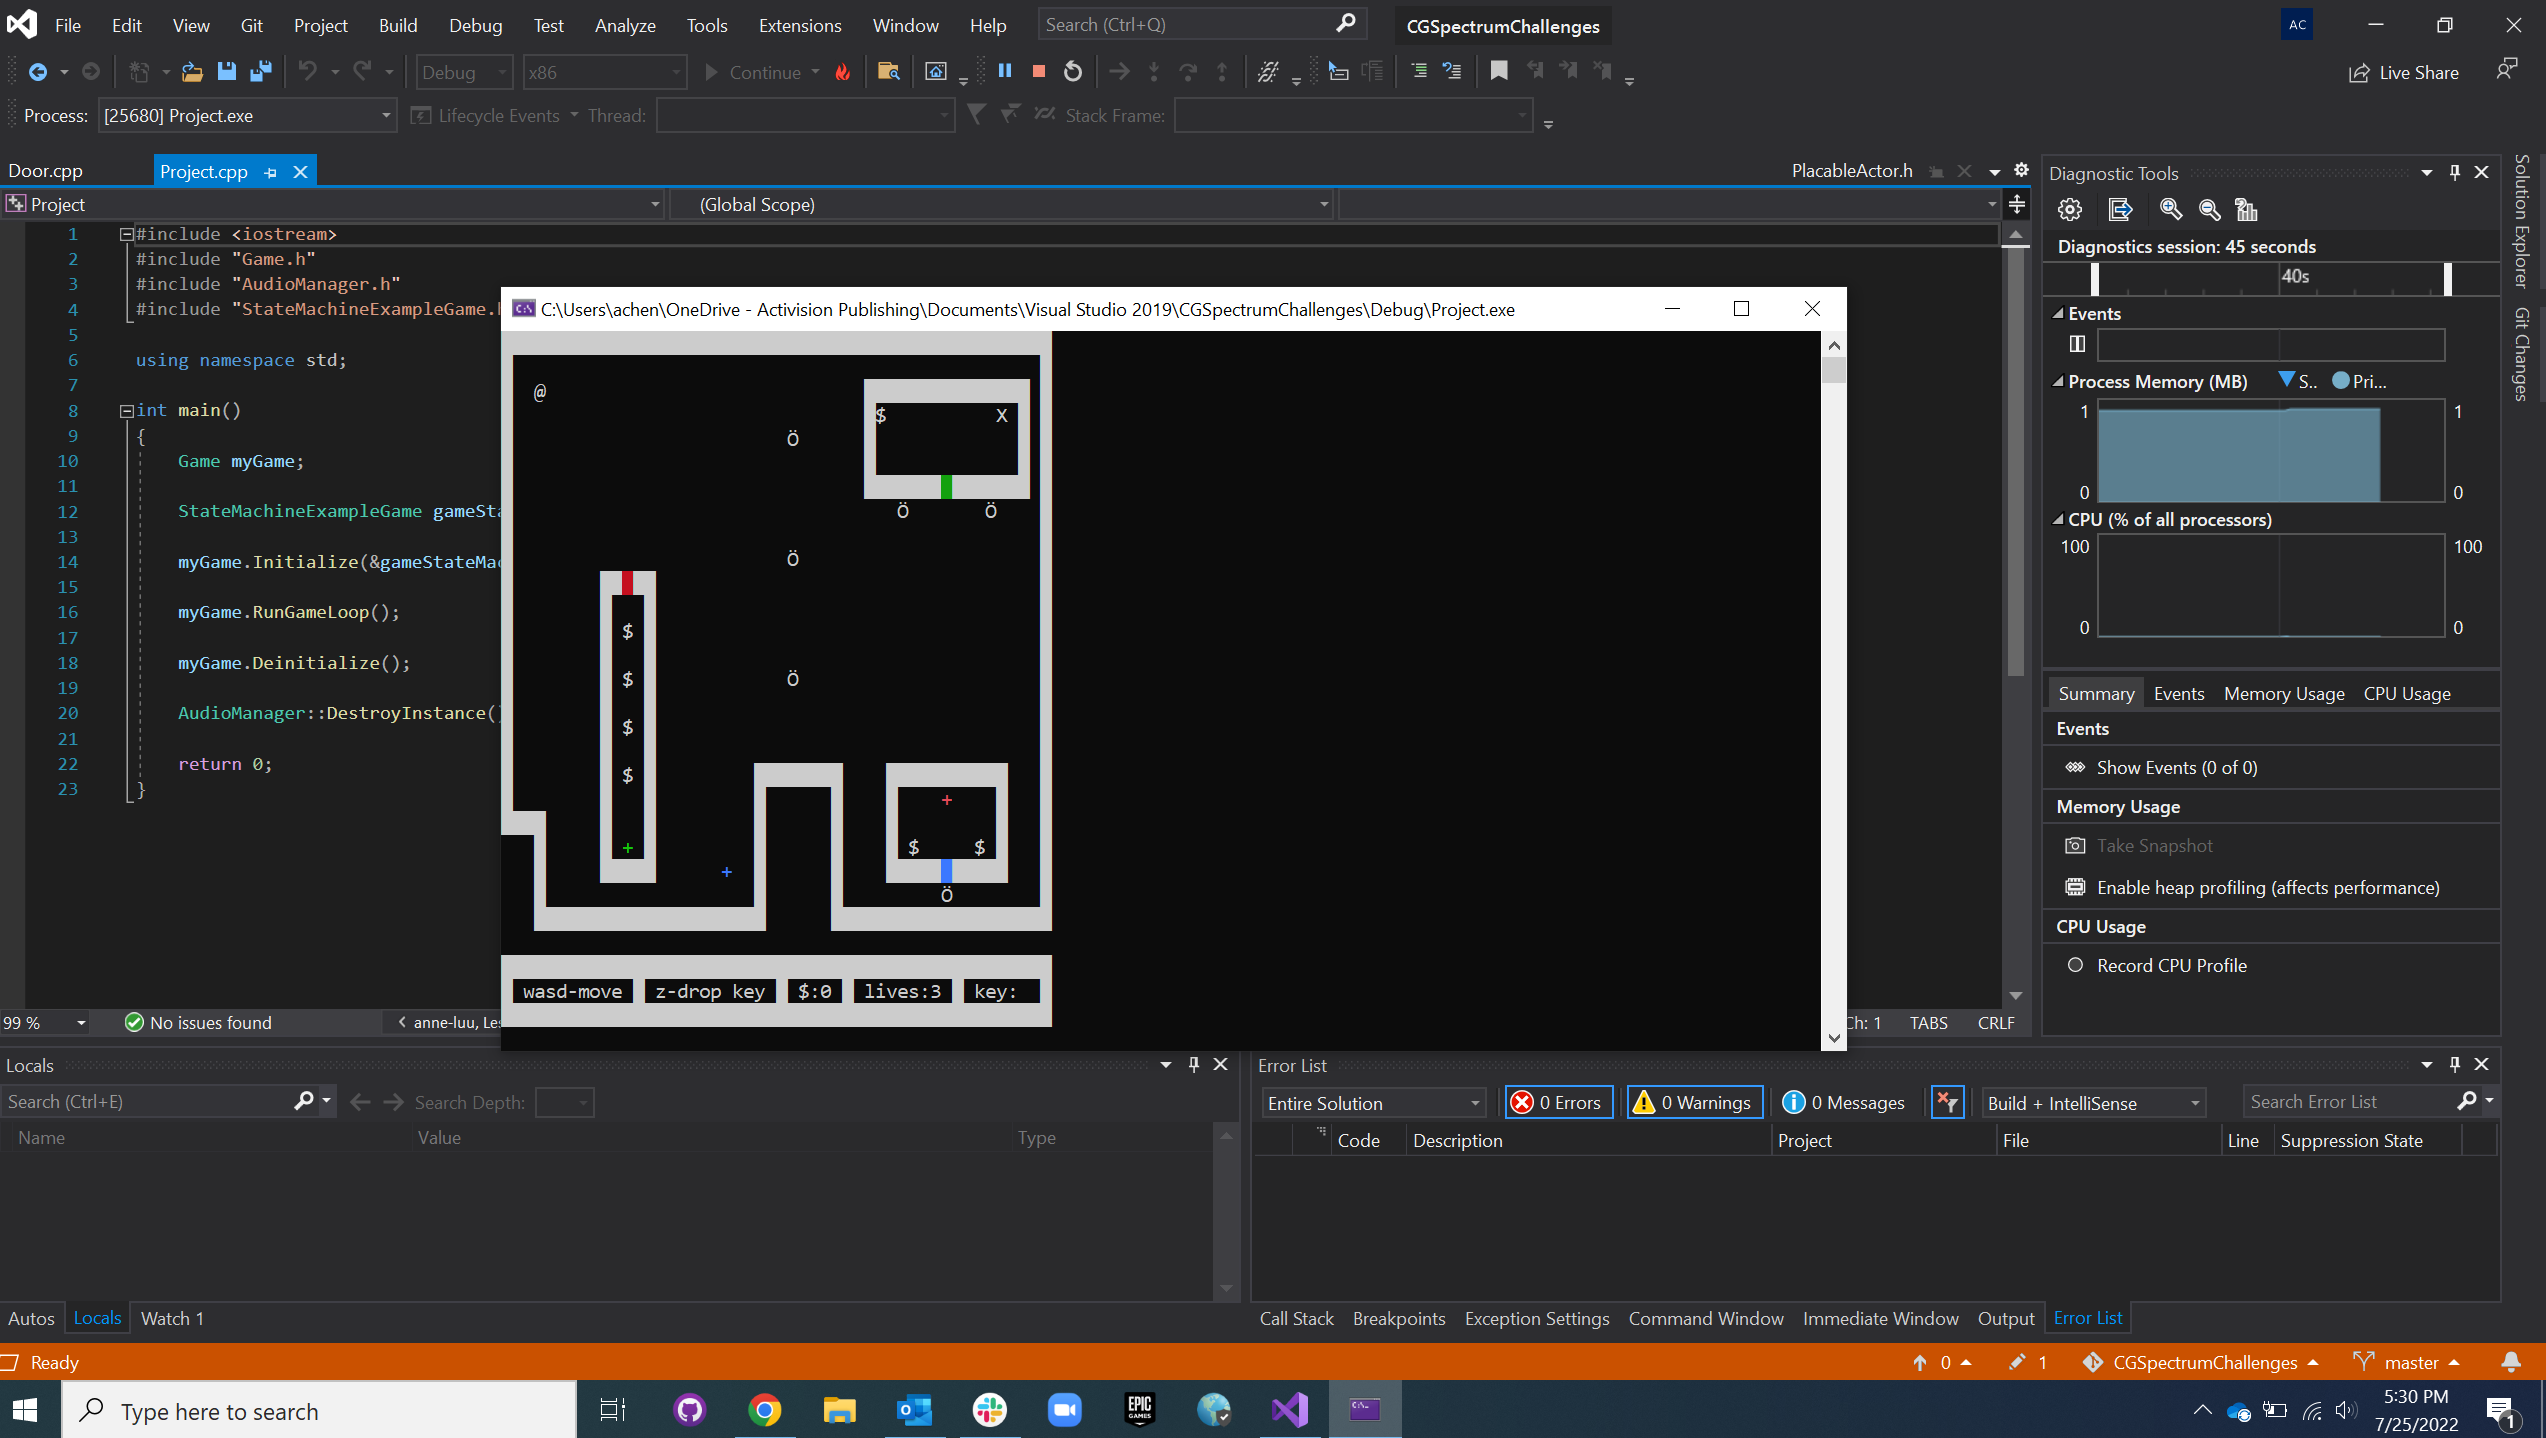 File Edit View Git Project Build Debug Test Analyze Tools Extensions Window Help Search (Ctrl+Q) CGSpectrumChallenges AC
Debug x86 Continue Live Share
Process: [25680] Project.exe Lifecycle Events Thread: Stack Frame:
Door.cpp Project.cpp PlacableActor.h
Project (Global Scope)
1 #include <iostream>
2 #include "Game.h"
3 #include "AudioManager.h"
4 #include "StateMachineExampleGame.h
5
6 using namespace std;
7
8 int main()
9 {
10 Game myGame;
11
12 StateMachineExampleGame gameSta
13
14 myGame.Initialize(&gameStateMac
15
16 myGame.RunGameLoop();
17
18 myGame.Deinitialize();
19
20 AudioManager::DestroyInstance()
21
22 return 0;
23 }
99 % No issues found anne-luu, Les Ch: 1 TABS CRLF
C:\Users\achen\OneDrive - Activision Publishing\Documents\Visual Studio 2019\CGSpectrumChallenges\Debug\Project.exe
@
$ X
Ö
Ö Ö
Ö
$
$ Ö
$
$
+
+ $ $
+
Ö
wasd-move z-drop key $:0 lives:3 key:
Diagnostic Tools
Diagnostics session: 45 seconds
40s
Events
Process Memory (MB) S.. Pri...
1 1
0 0
CPU (% of all processors)
100 100
0 0
Summary Events Memory Usage CPU Usage
Events
Show Events (0 of 0)
Memory Usage
Take Snapshot
Enable heap profiling (affects performance)
CPU Usage
Record CPU Profile
Solution Explorer
Git Changes
Locals
Search (Ctrl+E) Search Depth:
Name Value Type
Autos Locals Watch 1
Error List
Entire Solution 0 Errors 0 Warnings 0 Messages Build + IntelliSense Search Error List
Code Description Project File Line Suppression State
Call Stack Breakpoints Exception Settings Command Window Immediate Window Output Error List
Ready 0 1 CGSpectrumChallenges master
Type here to search EPIC GAMES 5:30 PM
7/25/2022 1